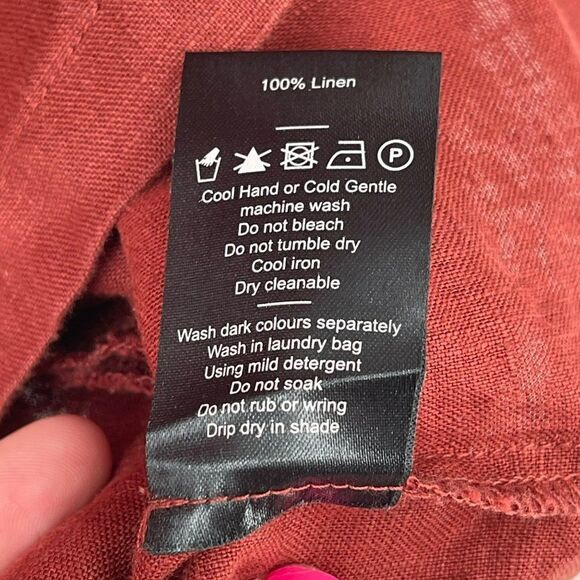 100% Linen
P
Cool Hand or Cold Gentle
machine wash
Do not bleach
Do not tumble dry
Cool iron
Dry cleanable
Wash dark colours separately
Wash in laundry bag
Using mild detergent
Do not soak
Do not rub or wring
Drip dry in shade